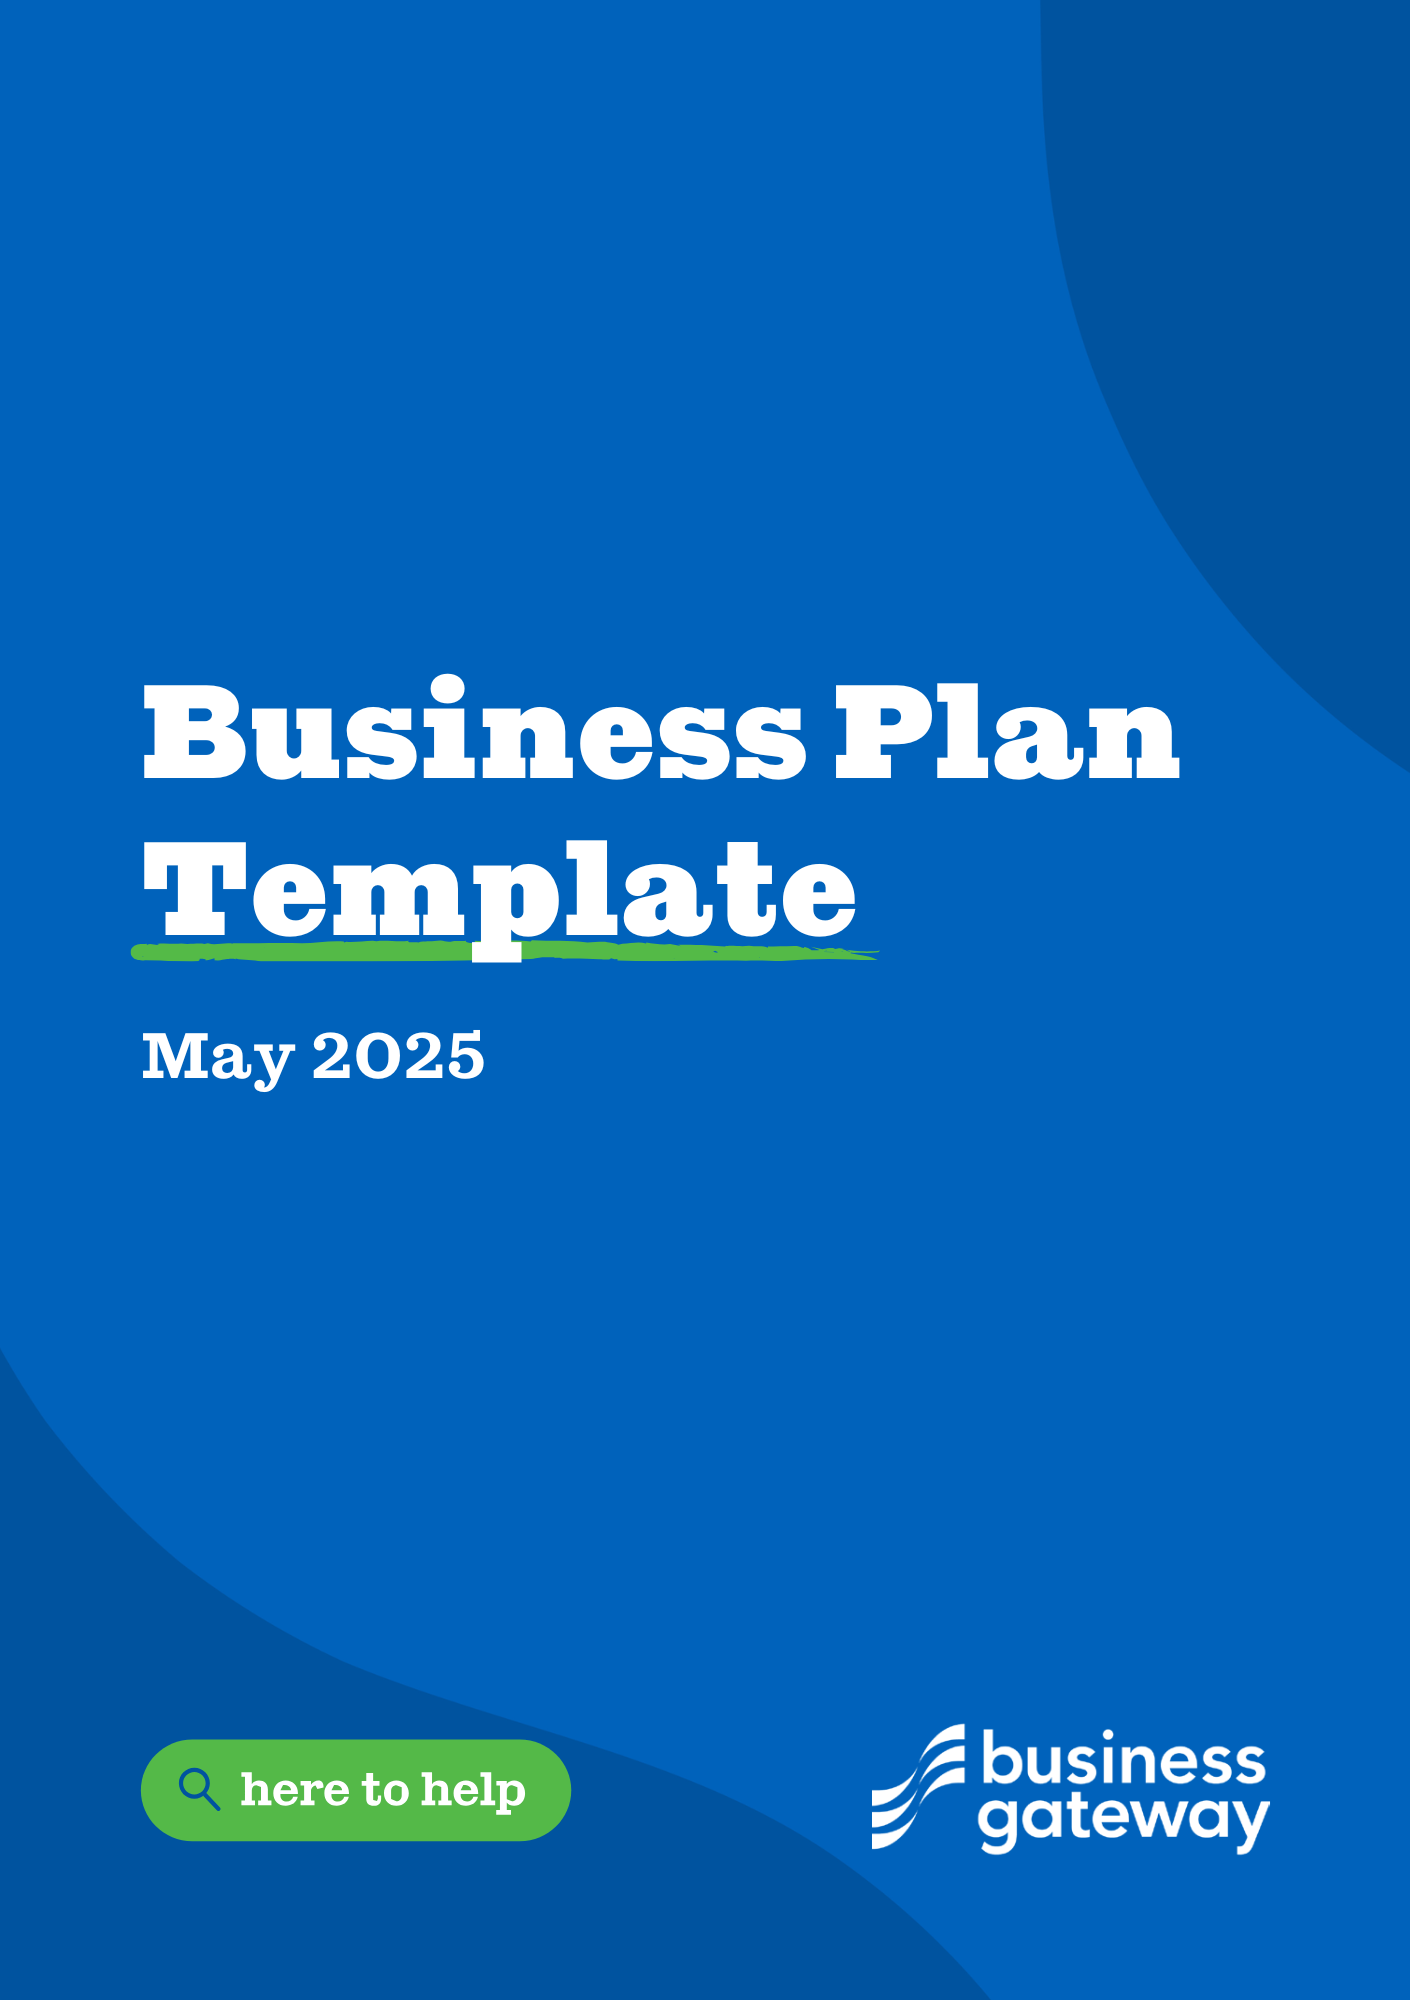 Business Plan
Template
May 2025
here to help
business
gateway